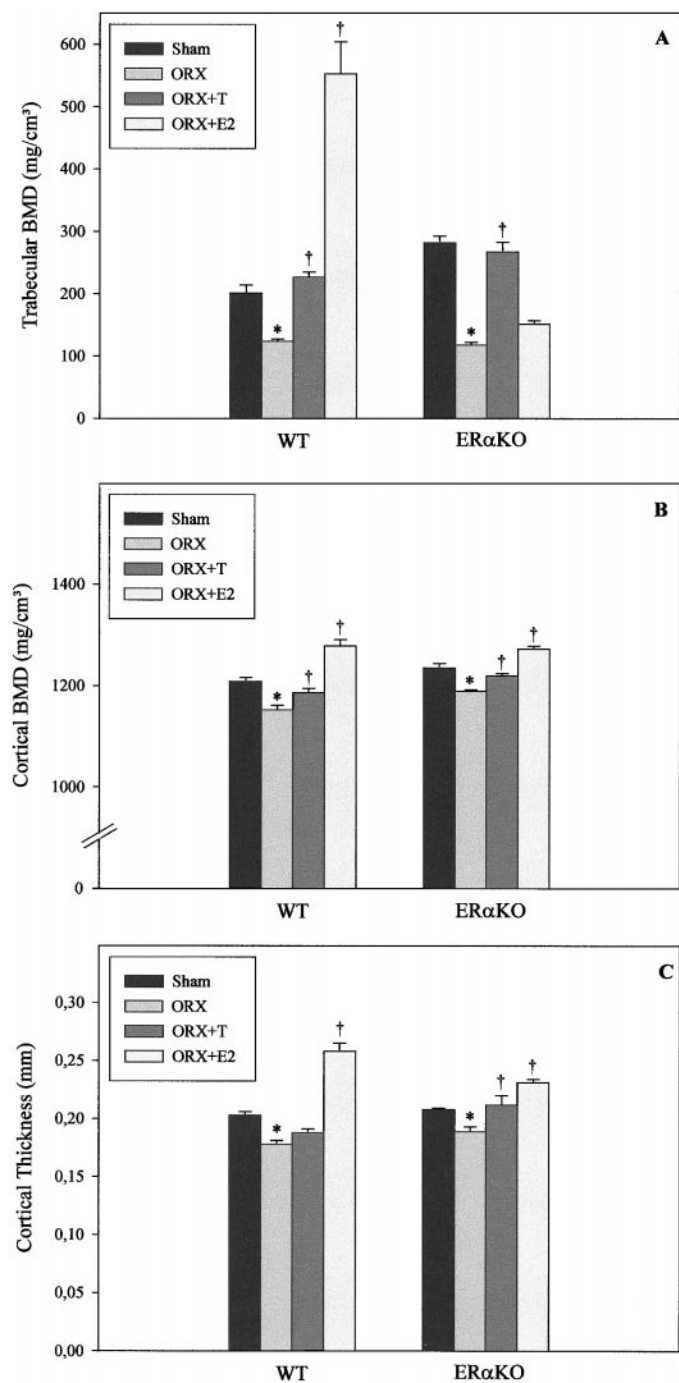 A
Sham
ORX
ORX+T
ORX+E2
Trabecular BMD (mg/cm³)
600
500
400
300
200
100
0
†
*
†
*
†
WT
ERαKO
B
Sham
ORX
ORX+T
ORX+E2
Cortical BMD (mg/cm³)
1400
1200
1000
0
*
†
†
*
†
†
WT
ERαKO
C
Sham
ORX
ORX+T
ORX+E2
Cortical Thickness (mm)
0,30
0,25
0,20
0,15
0,10
0,05
0,00
*
†
*
†
†
WT
ERαKO